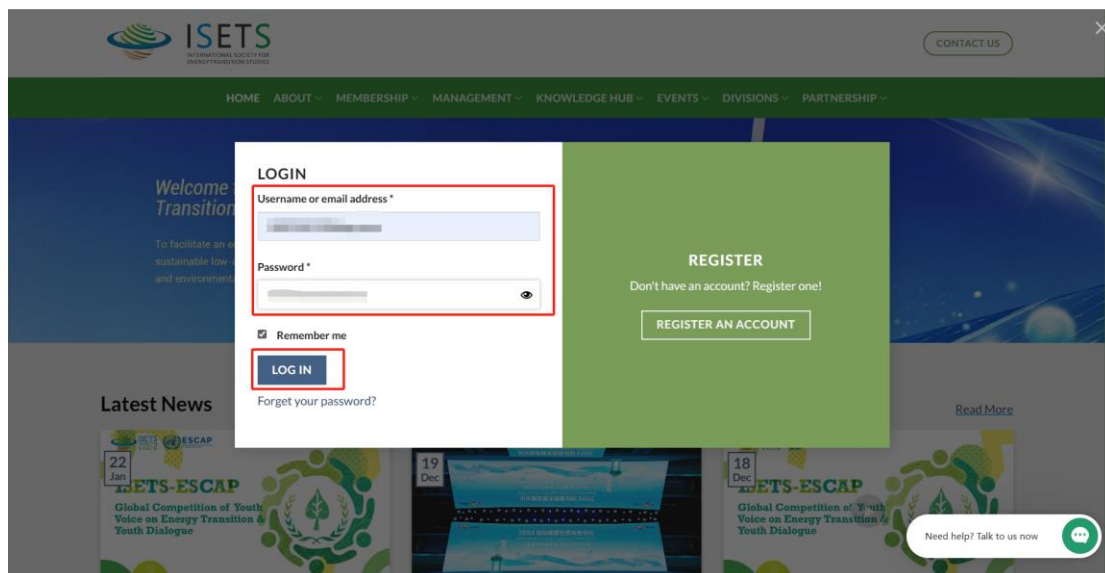 ISETS
INTERNATIONAL SOCIETY FOR
ENERGY TRANSITION STUDIES
CONTACT US
HOME ABOUT MEMBERSHIP MANAGEMENT KNOWLEDGE HUB EVENTS DIVISIONS PARTNERSHIP
Welcome
Transition
To facilitate an
sustainable low-
and environment
LOGIN
Username or email address *
Password *
Remember me
LOG IN
Forget your password?
REGISTER
Don't have an account? Register one!
REGISTER AN ACCOUNT
Latest News
Read More
ISETS ESCAP
22
Jan
ISETS-ESCAP
Global Competition of Youth
Voice on Energy Transition &
Youth Dialogue
19
Dec
18
Dec
ISETS-ESCAP
Global Competition of Youth
Voice on Energy Transition &
Youth Dialogue
Need help? Talk to us now